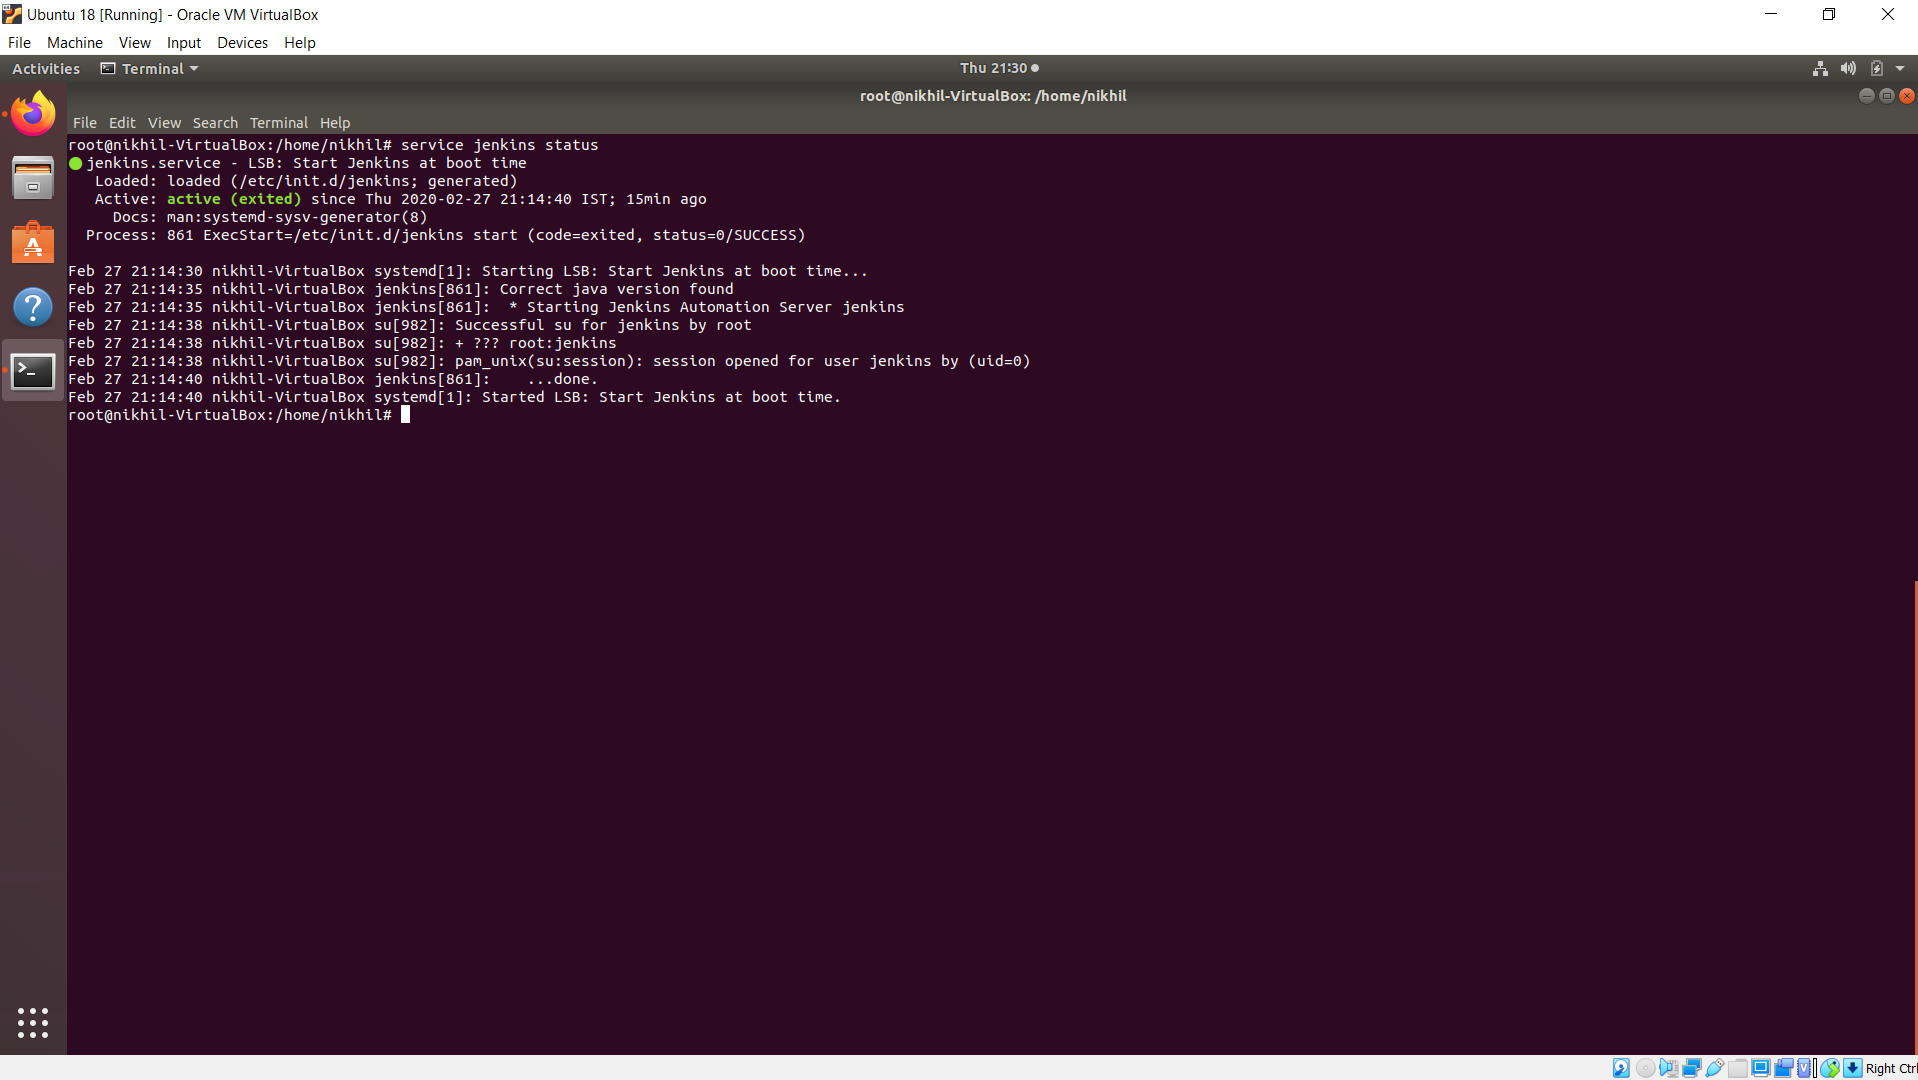 Ubuntu 18 [Running] - Oracle VM VirtualBox
File Machine View Input Devices Help
Activities Terminal Thu 21:30
root@nikhil-VirtualBox: /home/nikhil
File Edit View Search Terminal Help
root@nikhil-VirtualBox:/home/nikhil# service jenkins status
● jenkins.service - LSB: Start Jenkins at boot time
   Loaded: loaded (/etc/init.d/jenkins; generated)
   Active: active (exited) since Thu 2020-02-27 21:14:40 IST; 15min ago
     Docs: man:systemd-sysv-generator(8)
  Process: 861 ExecStart=/etc/init.d/jenkins start (code=exited, status=0/SUCCESS)
Feb 27 21:14:30 nikhil-VirtualBox systemd[1]: Starting LSB: Start Jenkins at boot time...
Feb 27 21:14:35 nikhil-VirtualBox jenkins[861]: Correct java version found
Feb 27 21:14:35 nikhil-VirtualBox jenkins[861]:  * Starting Jenkins Automation Server jenkins
Feb 27 21:14:38 nikhil-VirtualBox su[982]: Successful su for jenkins by root
Feb 27 21:14:38 nikhil-VirtualBox su[982]: + ??? root:jenkins
Feb 27 21:14:38 nikhil-VirtualBox su[982]: pam_unix(su:session): session opened for user jenkins by (uid=0)
Feb 27 21:14:40 nikhil-VirtualBox jenkins[861]:    ...done.
Feb 27 21:14:40 nikhil-VirtualBox systemd[1]: Started LSB: Start Jenkins at boot time.
root@nikhil-VirtualBox:/home/nikhil#
Right Ctrl